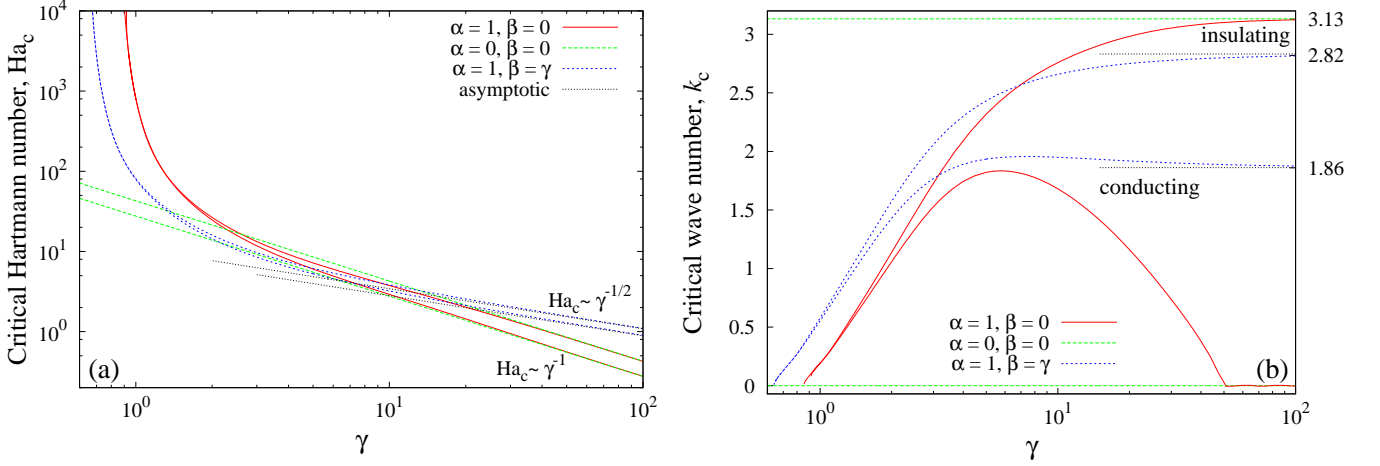 Critical Hartmann number, Ha_c
10^4
10^3
10^2
10^1
10^0
α = 1, β = 0
α = 0, β = 0
α = 1, β = γ
asymptotic
Ha_c ~ γ^{-1/2}
Ha_c ~ γ^{-1}
(a)
10^0
10^1
10^2
γ
Critical wave number, k_c
3
2.5
2
1.5
1
0.5
0
3.13
insulating
2.82
1.86
conducting
α = 1, β = 0
α = 0, β = 0
α = 1, β = γ
(b)
10^0
10^1
10^2
γ